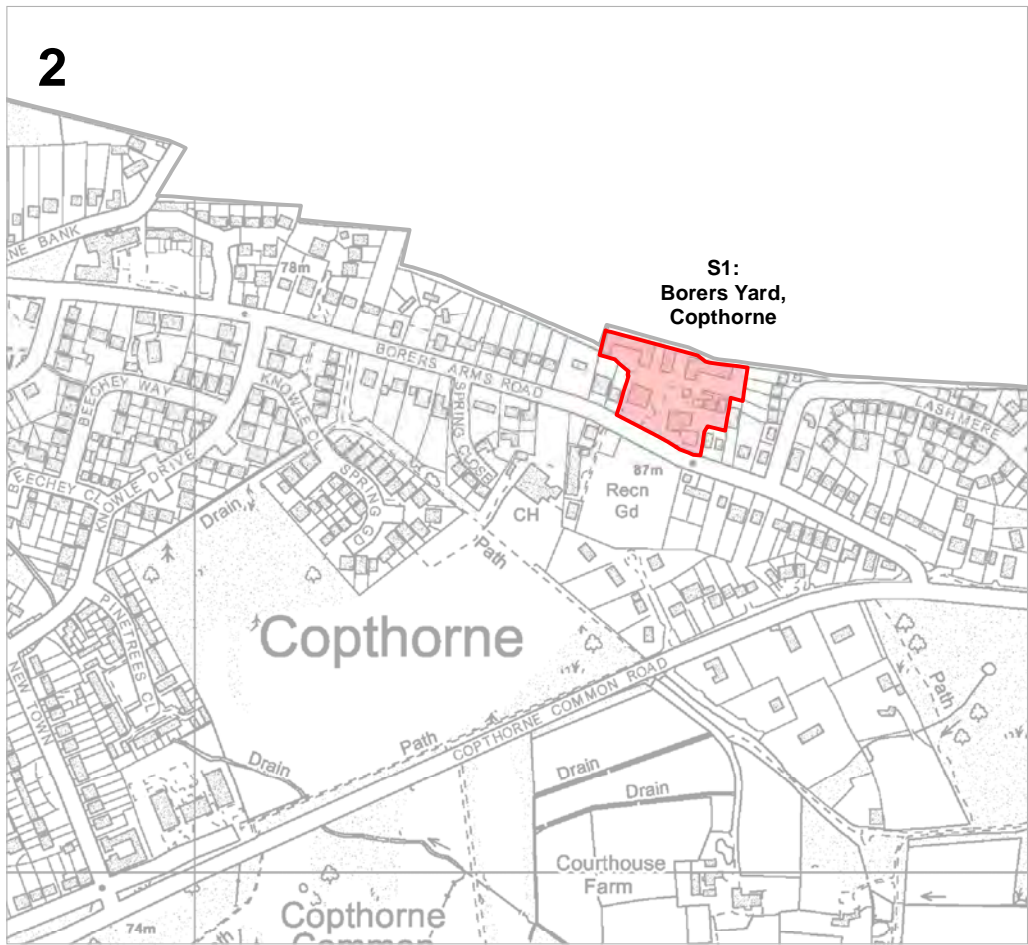 2
S1:
Borers Yard,
Copthorne
NE BANK
78m
BORERS ARMS ROAD
LASHMERE
BEECHEY WAY
KNOWLE CL
SPRING CLOSE
87m
Recn
Gd
CH
BEECHEY CL
KNOWLE DRIVE
SPRING GD
Drain
Path
Copthorne
PINETREES CL
NEW TOWN
COPTHORNE COMMON ROAD
Path
Path
Drain
Drain
Drain
Courthouse
Farm
74m
Copthorne
Common